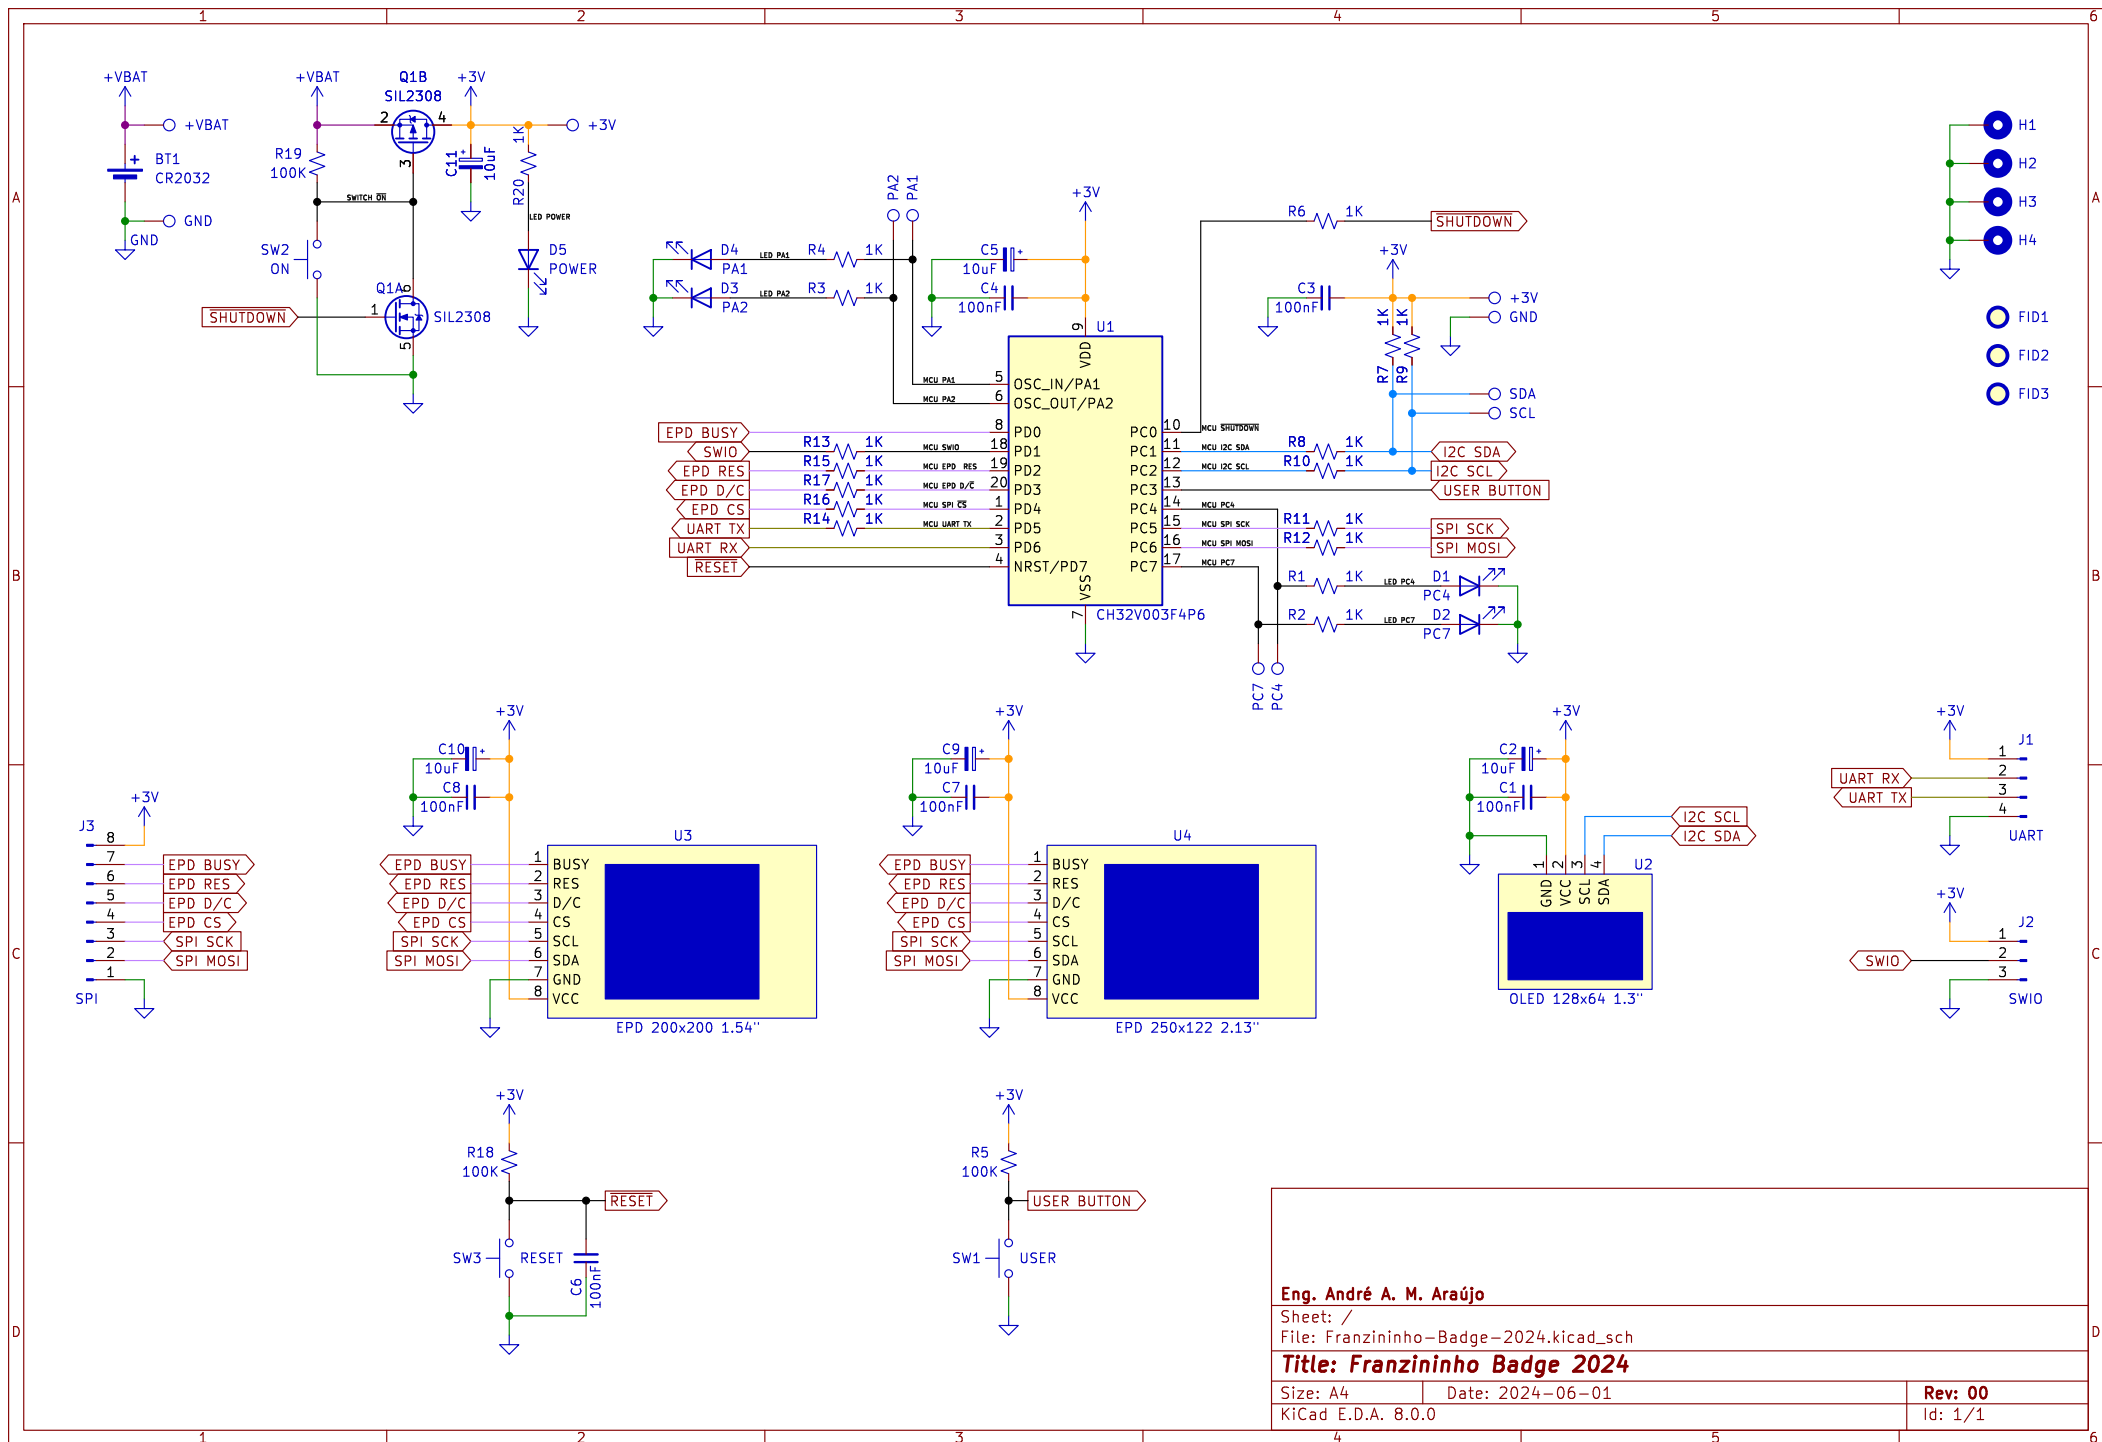 1 2 3 4 5 6
A
B
C
D
A
B
C
D
1 2 3 4 5 6
+VBAT
+VBAT
BT1
CR2032
+
GND
GND
+VBAT
R19
100K
SWITCH ON
SW2
ON
Q1B
SIL2308
2
4
3
+3V
+3V
C11
10uF
+
1K
R20
LED POWER
D5
POWER
Q1A
SIL2308
1
6
5
SHUTDOWN
PA2
PA1
D4
PA1
LED PA1
R4
1K
D3
PA2
LED PA2
R3
1K
+3V
C5
10uF
+
C4
100nF
U1
CH32V003F4P6
9
VDD
7
VSS
MCU PA1
5
OSC_IN/PA1
MCU PA2
6
OSC_OUT/PA2
EPD BUSY
8
PD0
SWIO
R13
1K
MCU SWIO
18
PD1
EPD RES
R15
1K
MCU EPD RES
19
PD2
EPD D/C
R17
1K
MCU EPD D/C
20
PD3
EPD CS
R16
1K
MCU SPI CS
1
PD4
UART TX
R14
1K
MCU UART TX
2
PD5
UART RX
3
PD6
RESET
4
NRST/PD7
PC0
10
MCU SHUTDOWN
R6
1K
SHUTDOWN
PC1
11
MCU I2C SDA
R8
1K
I2C SDA
PC2
12
MCU I2C SCL
R10
1K
I2C SCL
PC3
13
USER BUTTON
PC4
14
MCU PC4
PC5
15
MCU SPI SCK
R11
1K
SPI SCK
PC6
16
MCU SPI MOSI
R12
1K
SPI MOSI
PC7
17
MCU PC7
R1
1K
LED PC4
D1
PC4
R2
1K
LED PC7
D2
PC7
PC7
PC4
+3V
C3
100nF
+3V
GND
1K
1K
R7
R9
SDA
SCL
H1
H2
H3
H4
FID1
FID2
FID3
J3
SPI
+3V
8
7
EPD BUSY
6
EPD RES
5
EPD D/C
4
EPD CS
3
SPI SCK
2
SPI MOSI
1
+3V
C10
10uF
+
C8
100nF
U3
EPD BUSY
1
BUSY
EPD RES
2
RES
EPD D/C
3
D/C
EPD CS
4
CS
SPI SCK
5
SCL
SPI MOSI
6
SDA
7
GND
8
VCC
EPD 200x200 1.54"
+3V
C9
10uF
+
C7
100nF
U4
EPD BUSY
1
BUSY
EPD RES
2
RES
EPD D/C
3
D/C
EPD CS
4
CS
SPI SCK
5
SCL
SPI MOSI
6
SDA
7
GND
8
VCC
EPD 250x122 2.13"
+3V
C2
10uF
+
C1
100nF
I2C SCL
I2C SDA
U2
1
2
3
4
GND
VCC
SCL
SDA
OLED 128x64 1.3"
+3V
J1
1
UART RX
2
UART TX
3
4
UART
+3V
J2
1
SWIO
2
3
SWIO
+3V
R18
100K
RESET
SW3
RESET
C6
100nF
+3V
R5
100K
USER BUTTON
SW1
USER
Eng. André A. M. Araújo
Sheet: /
File: Franzininho-Badge-2024.kicad_sch
Title: Franzininho Badge 2024
Size: A4
Date: 2024-06-01
Rev: 00
KiCad E.D.A. 8.0.0
Id: 1/1